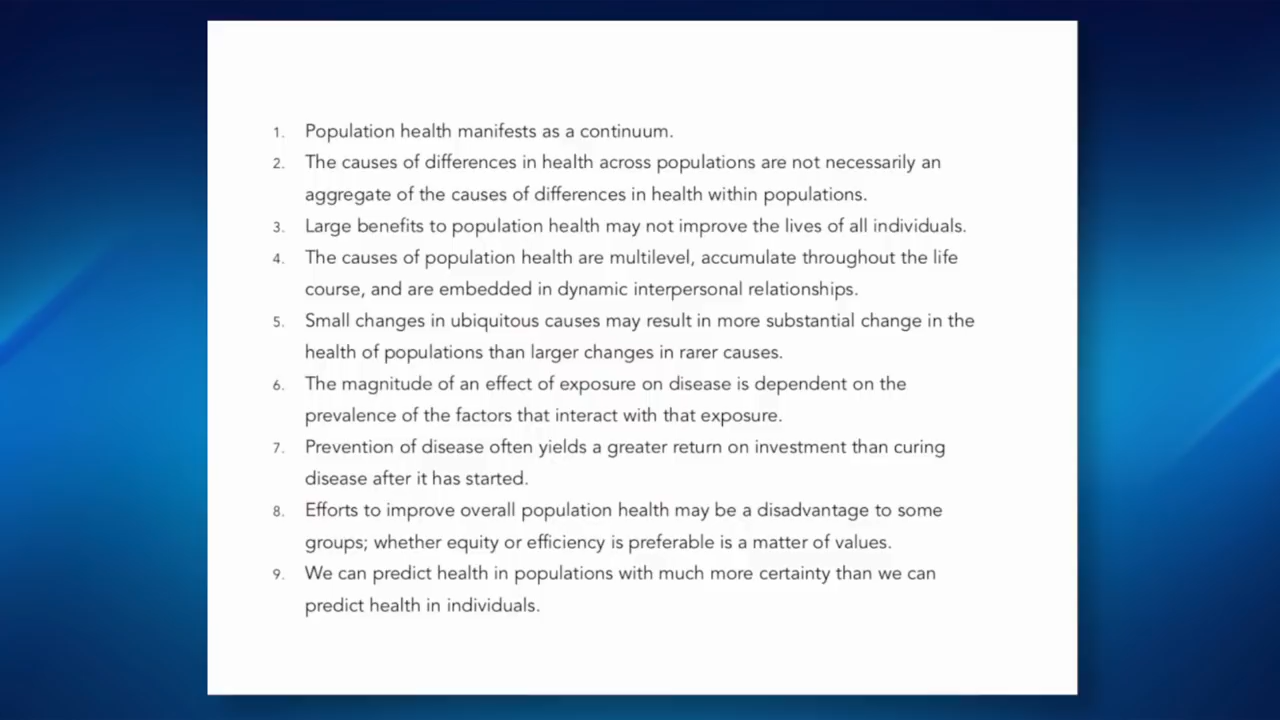 1. Population health manifests as a continuum.
2. The causes of differences in health across populations are not necessarily an
aggregate of the causes of differences in health within populations.
3. Large benefits to population health may not improve the lives of all individuals.
4. The causes of population health are multilevel, accumulate throughout the life
course, and are embedded in dynamic interpersonal relationships.
5. Small changes in ubiquitous causes may result in more substantial change in the
health of populations than larger changes in rarer causes.
6. The magnitude of an effect of exposure on disease is dependent on the
prevalence of the factors that interact with that exposure.
7. Prevention of disease often yields a greater return on investment than curing
disease after it has started.
8. Efforts to improve overall population health may be a disadvantage to some
groups; whether equity or efficiency is preferable is a matter of values.
9. We can predict health in populations with much more certainty than we can
predict health in individuals.